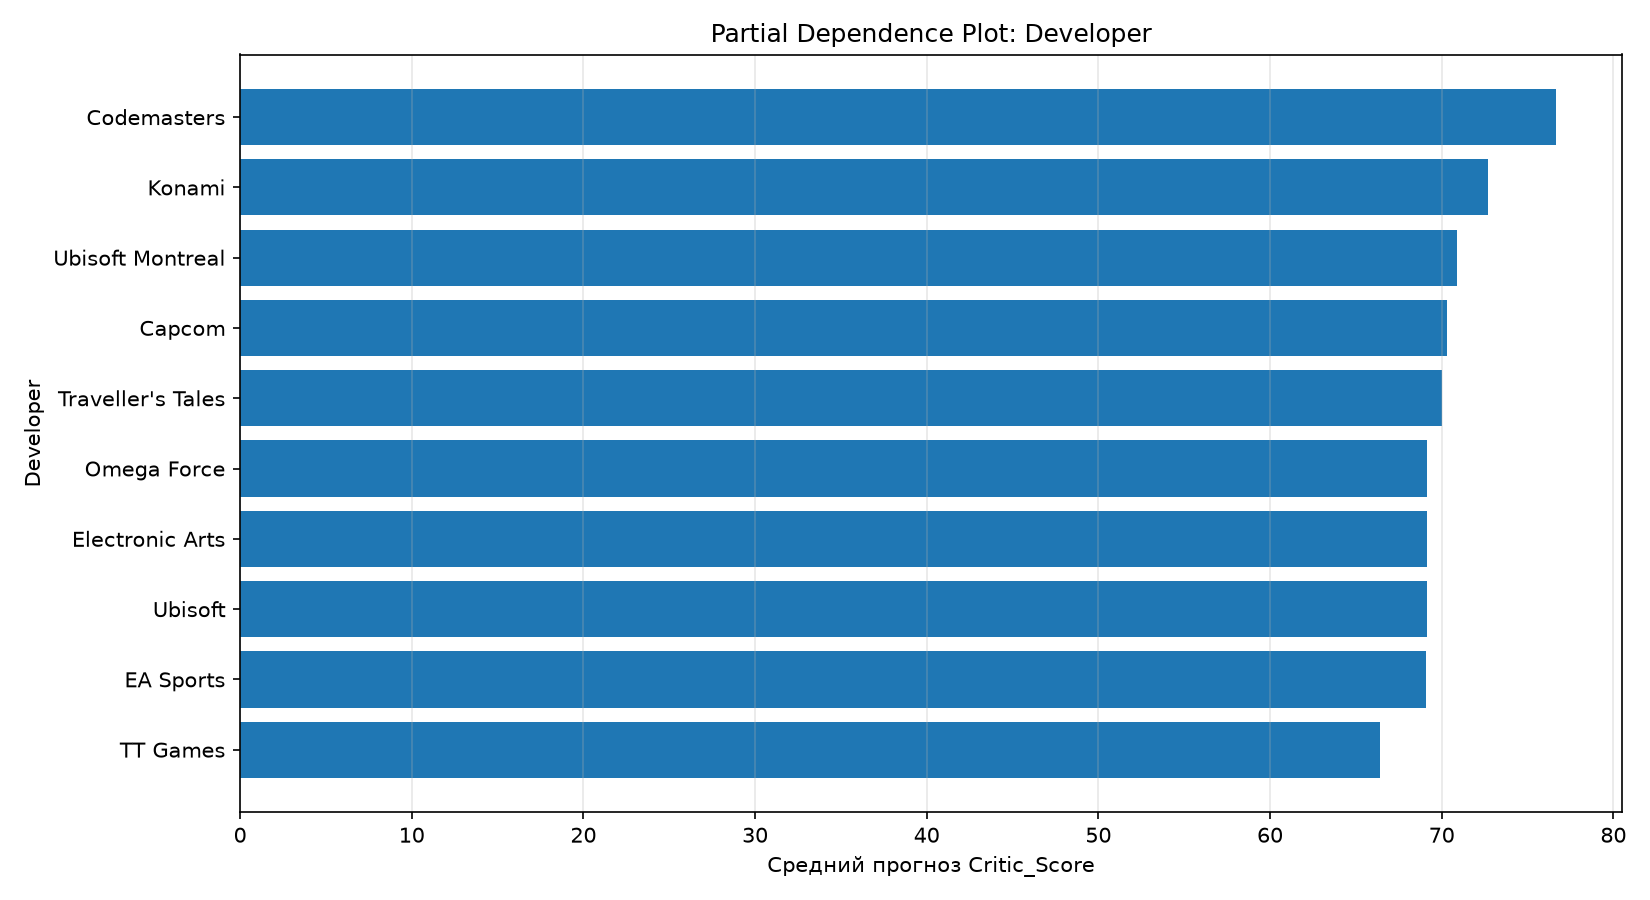 Partial Dependence Plot: Developer
Developer
Codemasters
Konami
Ubisoft Montreal
Capcom
Traveller's Tales
Omega Force
Electronic Arts
Ubisoft
EA Sports
TT Games
0 10 20 30 40 50 60 70 80
Средний прогноз Critic_Score